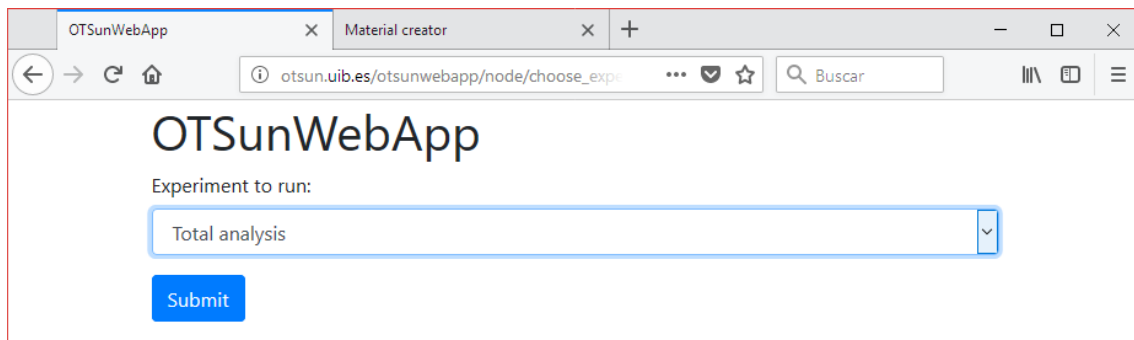 OTSunWebApp
Material creator
otsun.uib.es/otsunwebapp/node/choose_expe
Buscar
OTSunWebApp
Experiment to run:
Total analysis
Submit